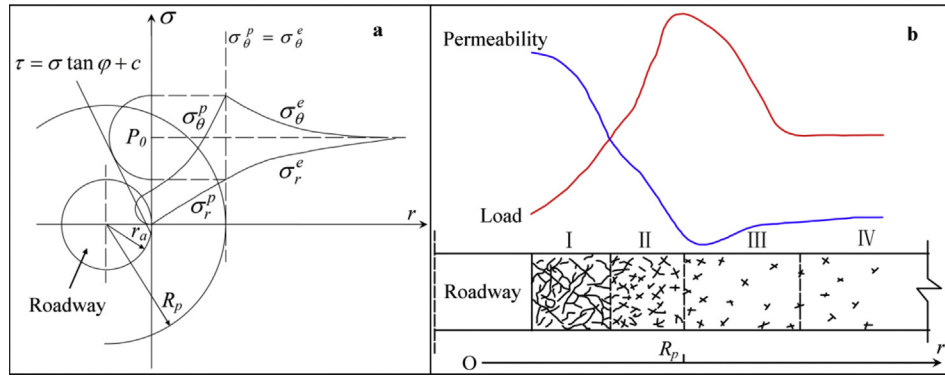 σ
a
σ_θ^p = σ_θ^e
τ = σ tan φ + c
P_0
σ_θ^p
σ_θ^e
σ_r^e
σ_r^p
r
r_a
Roadway
R_p
b
Permeability
Load
I
II
III
IV
Roadway
R_p
O
r